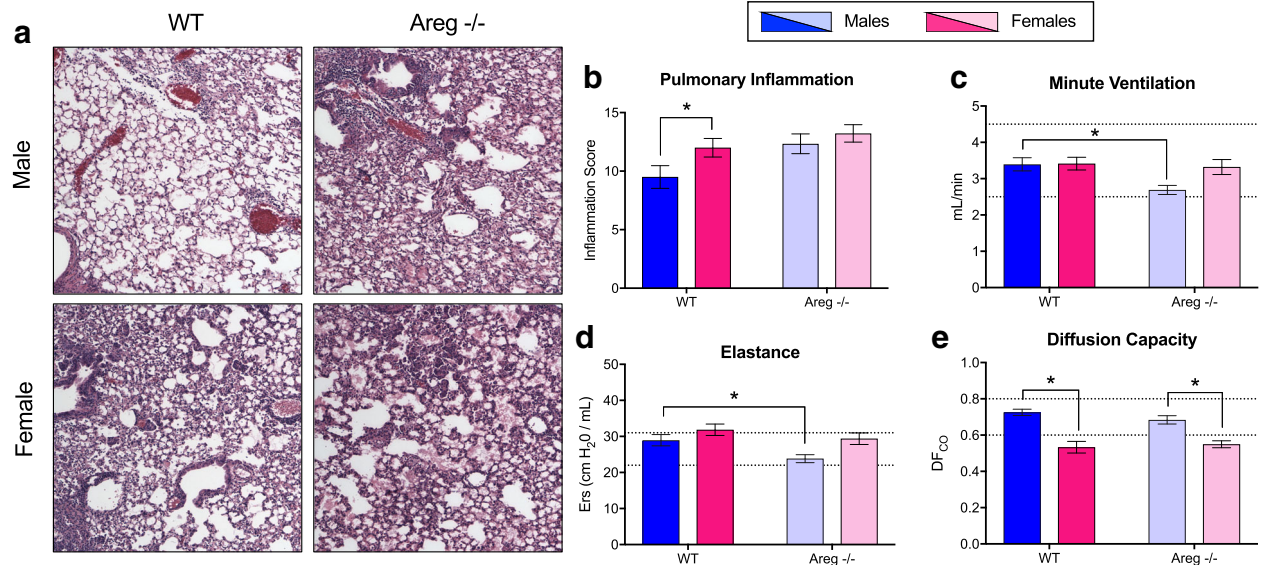 a
WT
Areg -/-
Male
Female
Males
Females
b
Pulmonary Inflammation
Inflammation Score
15
10
5
0
*
WT
Areg -/-
c
Minute Ventilation
mL/min
5
4
3
2
1
0
*
WT
Areg -/-
d
Elastance
Ers (cm H20 / mL)
50
40
30
20
10
0
*
WT
Areg -/-
e
Diffusion Capacity
DFCO
1.0
0.8
0.6
0.4
0.2
0.0
*
*
WT
Areg -/-